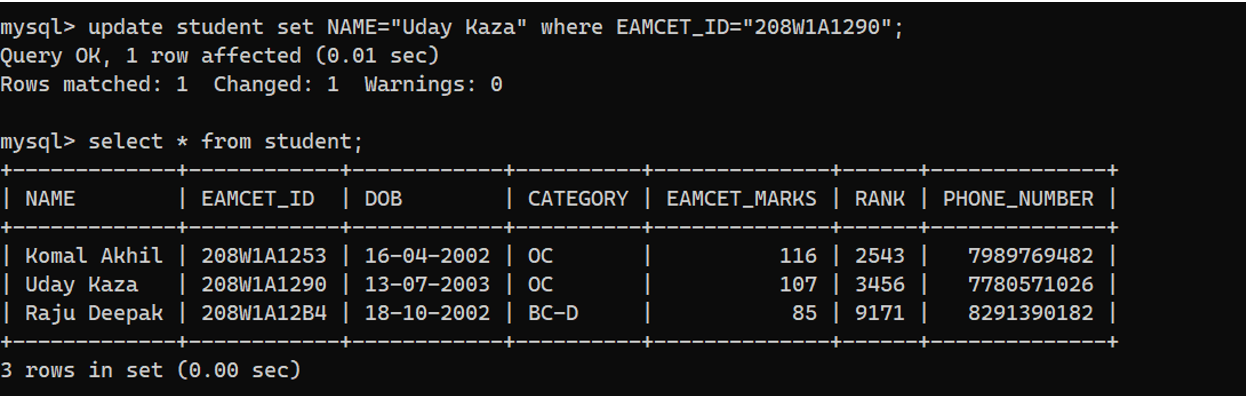 mysql> update student set NAME="Uday Kaza" where EAMCET_ID="208W1A1290";
Query OK, 1 row affected (0.01 sec)
Rows matched: 1  Changed: 1  Warnings: 0

mysql> select * from student;
+-------------+------------+------------+----------+--------------+------+--------------+
| NAME        | EAMCET_ID  | DOB        | CATEGORY | EAMCET_MARKS | RANK | PHONE_NUMBER |
+-------------+------------+------------+----------+--------------+------+--------------+
| Komal Akhil | 208W1A1253 | 16-04-2002 | OC       |          116 | 2543 |   7989769482 |
| Uday Kaza   | 208W1A1290 | 13-07-2003 | OC       |          107 | 3456 |   7780571026 |
| Raju Deepak | 208W1A12B4 | 18-10-2002 | BC-D     |           85 | 9171 |   8291390182 |
+-------------+------------+------------+----------+--------------+------+--------------+
3 rows in set (0.00 sec)